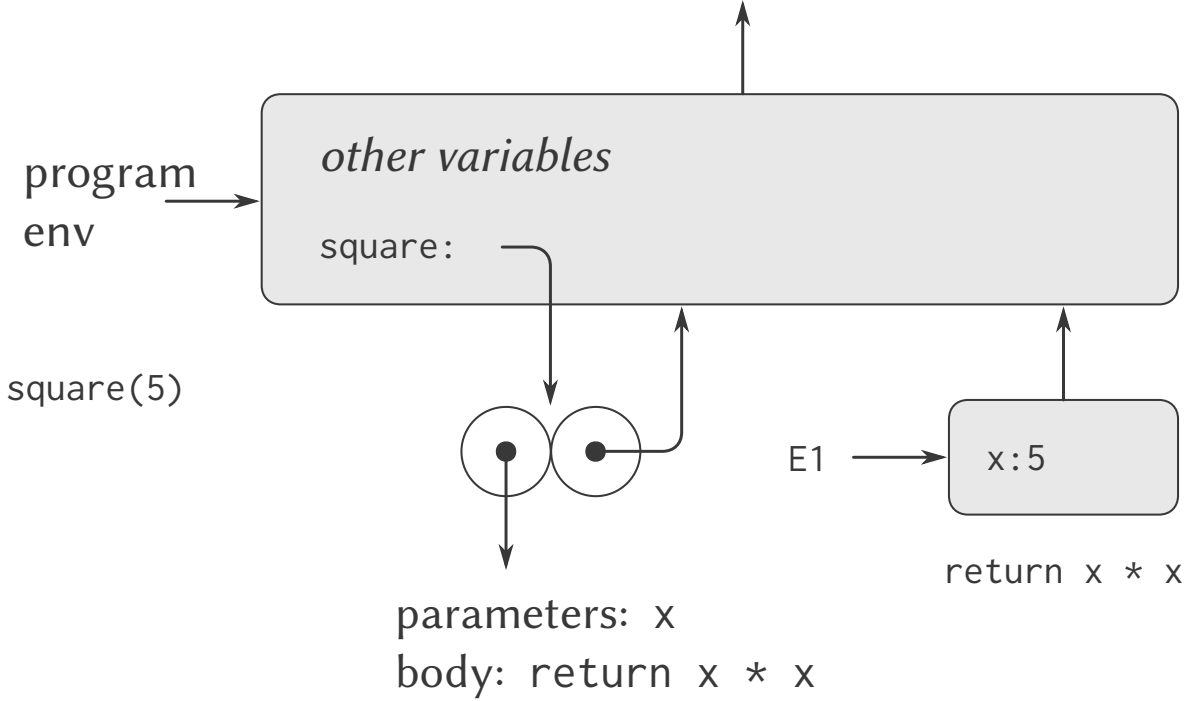 program
env
other variables
square:
square(5)
E1
x:5
return x * x
parameters: x
body: return x * x